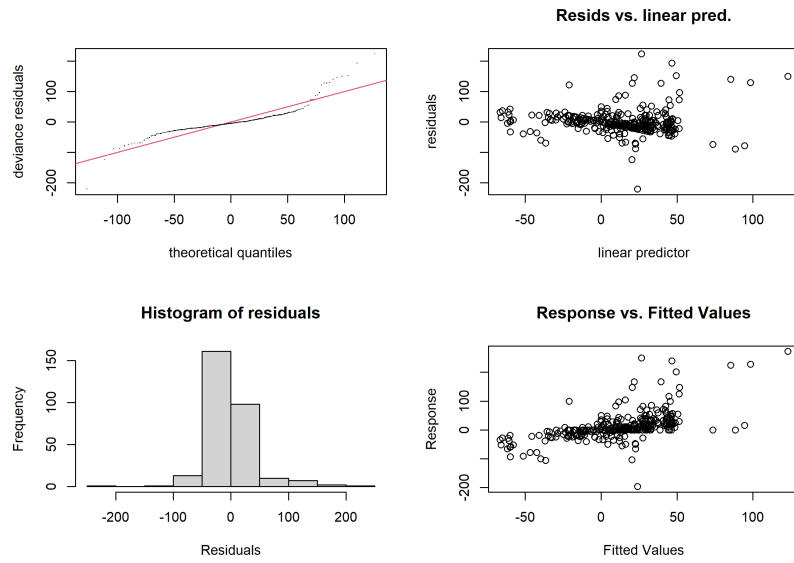 deviance residuals
100
0
-200
-100
-50
0
50
100
theoretical quantiles
Resids vs. linear pred.
residuals
100
0
-200
-50
0
50
100
linear predictor
Histogram of residuals
Frequency
150
100
50
0
-200
-100
0
100
200
Residuals
Response vs. Fitted Values
Response
100
0
-200
-50
0
50
100
Fitted Values